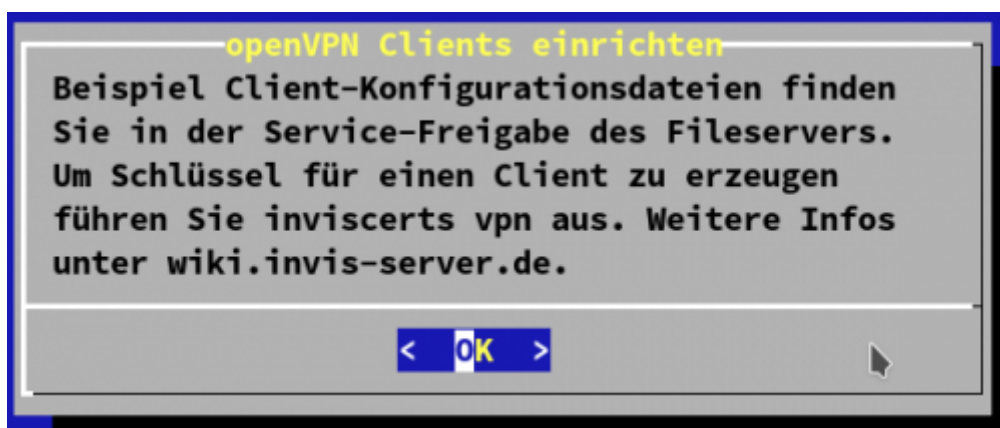 openVPN Clients einrichten
Beispiel Client-Konfigurationsdateien finden
Sie in der Service-Freigabe des Fileservers.
Um Schlüssel für einen Client zu erzeugen
führen Sie inviscerts vpn aus. Weitere Infos
unter wiki.invis-server.de.
< OK >